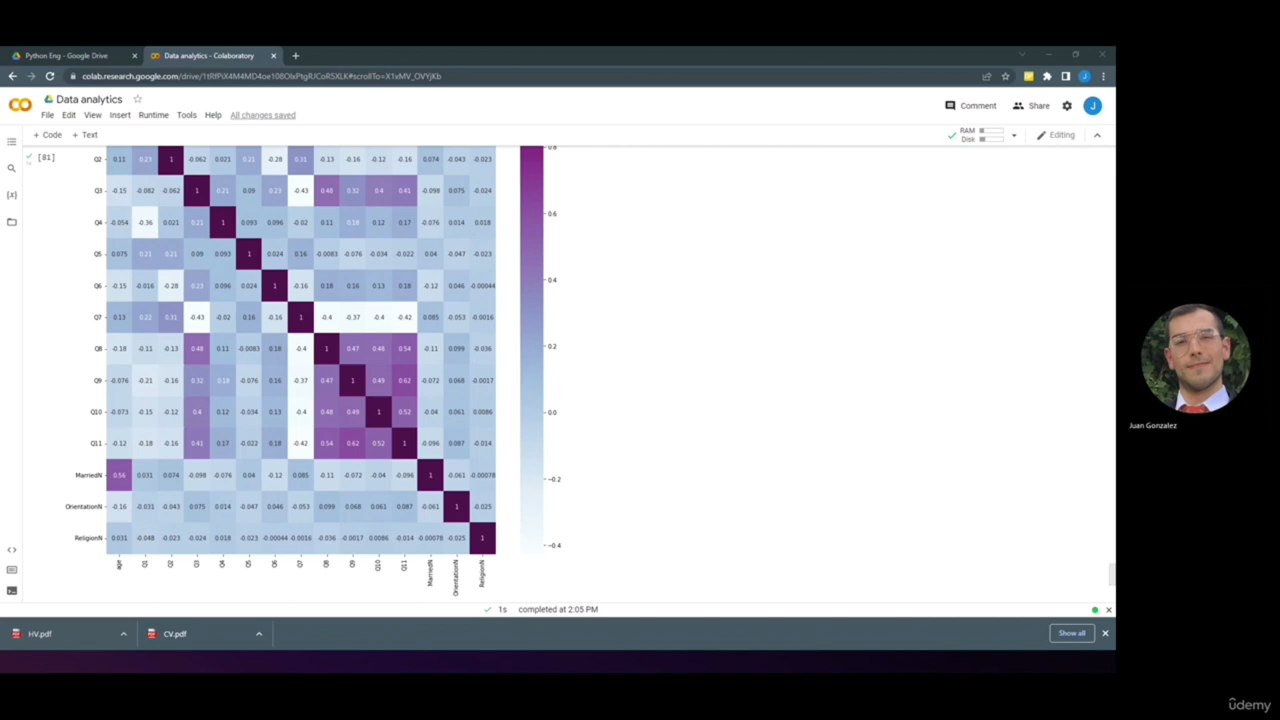 Python Eng - Google Drive
Data analytics - Colaboratory
Data analytics
File Edit View Insert Runtime Tools Help All changes saved
Comment Share J
+ Code + Text
RAM
Disk
Editing
[81]
Q2 0.11 0.23 1 -0.062 0.021 0.21 -0.28 0.31 -0.13 -0.16 -0.12 -0.16 0.074 -0.043 -0.023
Q3 -0.15 -0.082 -0.062 1 0.21 0.09 0.23 -0.43 0.48 0.32 0.4 0.41 -0.098 0.075 -0.024
Q4 -0.054 -0.36 0.021 0.21 1 0.093 0.096 -0.02 0.11 0.18 0.12 0.17 -0.076 0.014 0.018
Q5 0.075 0.21 0.21 0.09 0.093 1 0.024 0.16 -0.0083 -0.076 -0.034 -0.022 0.04 -0.047 -0.023
Q6 -0.15 -0.016 -0.28 0.23 0.096 0.024 1 -0.16 0.18 0.16 0.13 0.18 -0.12 0.046 -0.00044
Q7 0.13 0.22 0.31 -0.43 -0.02 0.16 -0.16 1 -0.4 -0.37 -0.4 -0.42 0.085 -0.053 -0.0016
Q8 -0.18 -0.11 -0.13 0.48 0.11 -0.0083 0.18 -0.4 1 0.47 0.48 0.54 -0.11 0.099 -0.036
Q9 -0.076 -0.21 -0.16 0.32 0.18 -0.076 0.16 -0.37 0.47 1 0.49 0.62 -0.072 0.068 -0.0017
Q10 -0.073 -0.15 -0.12 0.4 0.12 -0.034 0.13 -0.4 0.48 0.49 1 0.52 -0.04 0.061 0.0086
Q11 -0.12 -0.18 -0.16 0.41 0.17 -0.022 0.18 -0.42 0.54 0.62 0.52 1 -0.096 0.087 -0.014
MarriedN 0.56 0.031 0.074 -0.098 -0.076 0.04 -0.12 0.085 -0.11 -0.072 -0.04 -0.096 1 -0.061 -0.00078
OrientationN -0.16 -0.031 -0.043 0.075 0.014 -0.047 0.046 -0.053 0.099 0.068 0.061 0.087 -0.061 1 -0.025
ReligionN 0.031 -0.048 -0.023 -0.024 0.018 -0.023 -0.00044 -0.0016 -0.036 -0.0017 0.0086 -0.014 -0.00078 -0.025 1
age Q1 Q2 Q3 Q4 Q5 Q6 Q7 Q8 Q9 Q10 Q11 MarriedN OrientationN ReligionN
0.8
0.6
0.4
0.2
0.0
-0.2
-0.4
Juan Gonzalez
1s completed at 2:05 PM
HV.pdf
CV.pdf
Show all
ûdemy